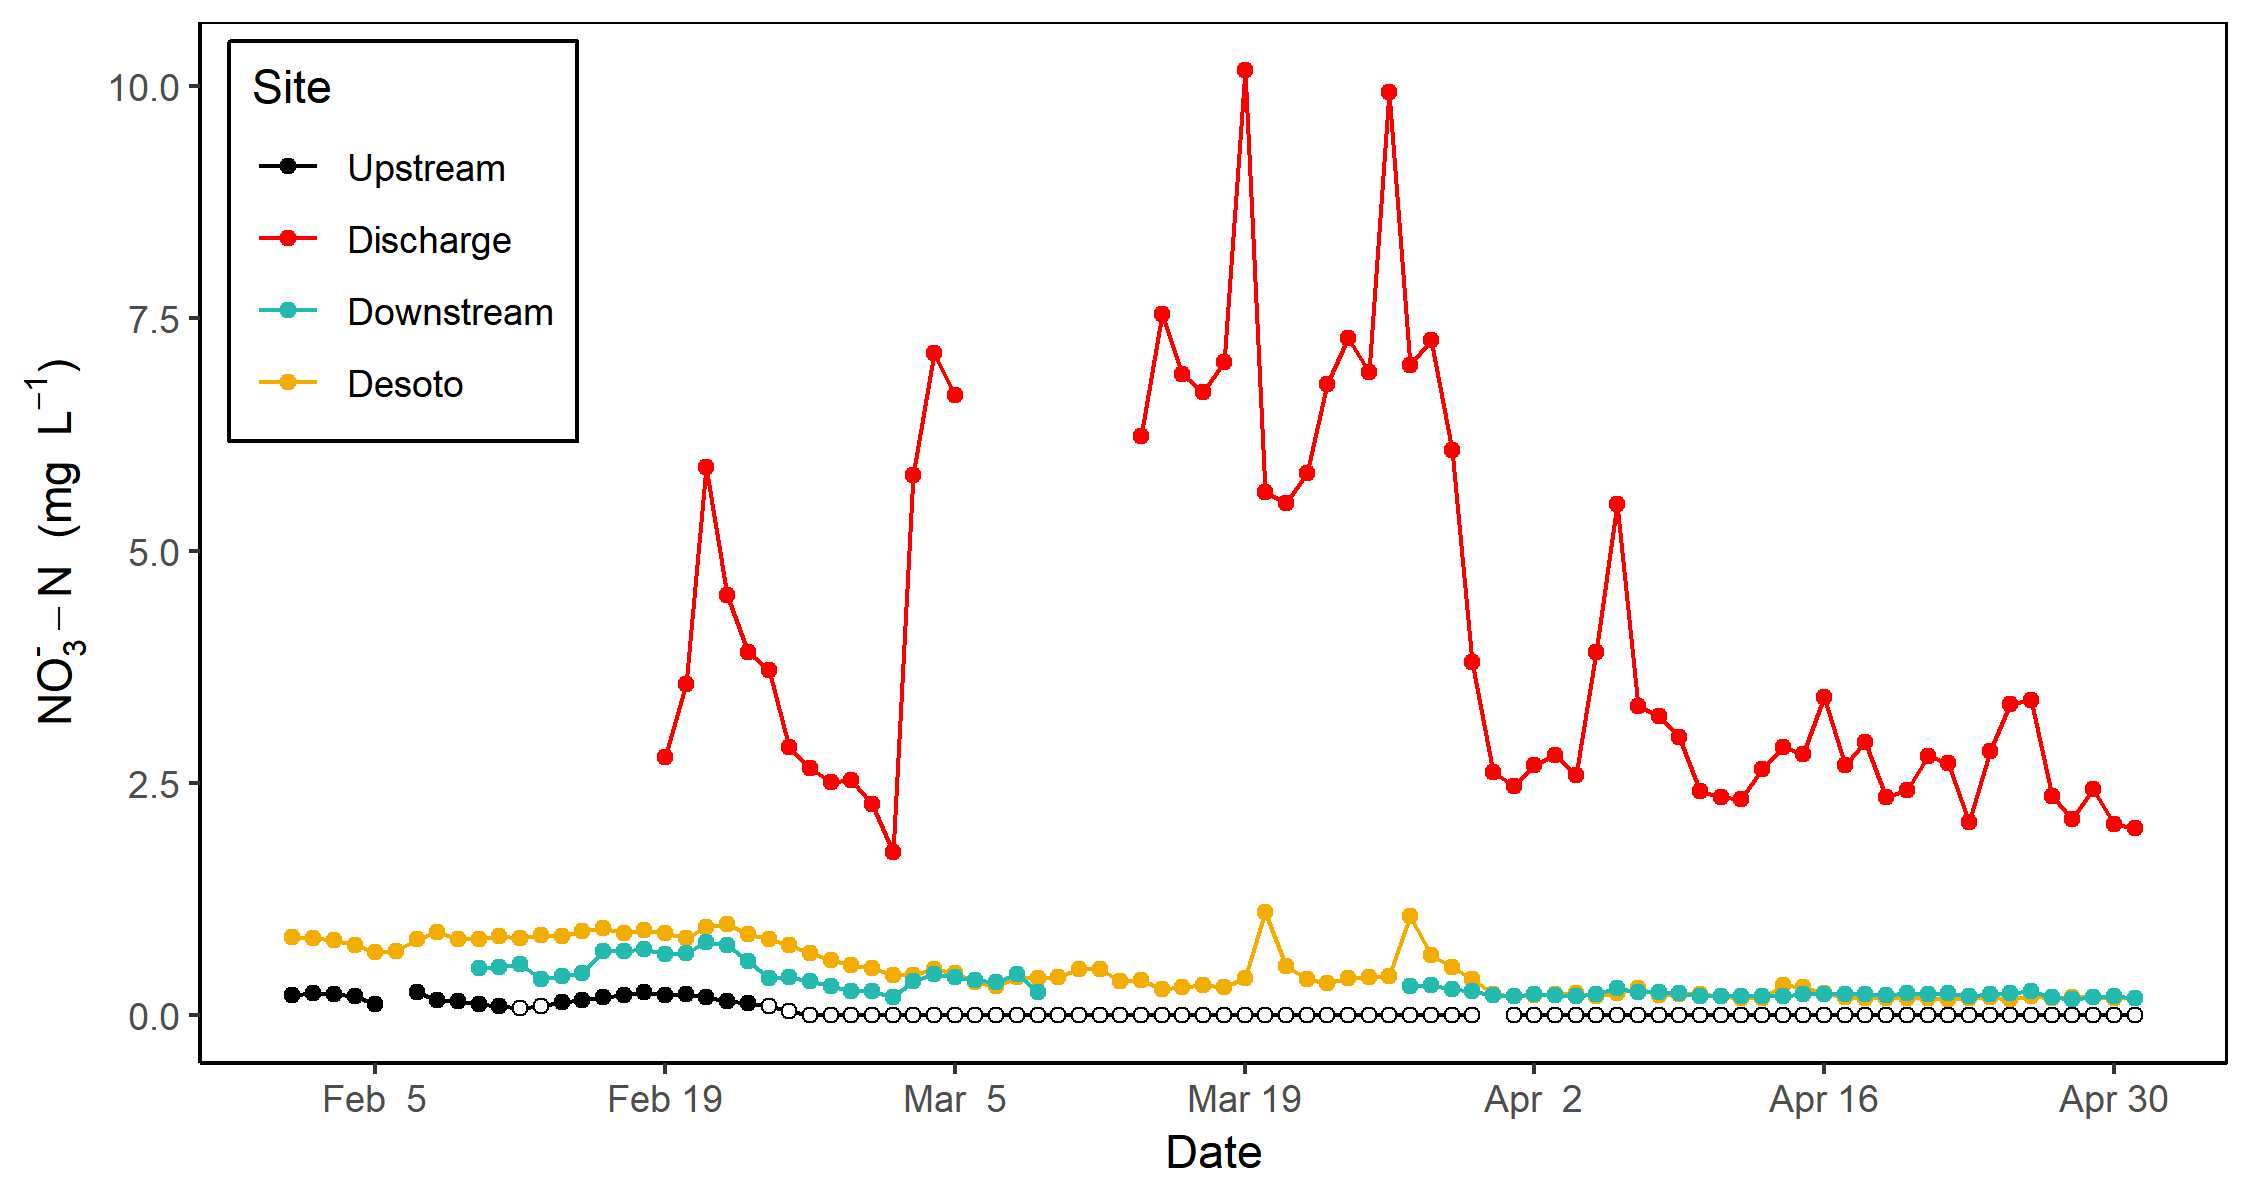 Site
Upstream
Discharge
Downstream
Desoto
10.0
7.5
5.0
2.5
0.0
NO₃⁻ – N (mg L⁻¹)
Feb 5
Feb 19
Mar 5
Mar 19
Apr 2
Apr 16
Apr 30
Date